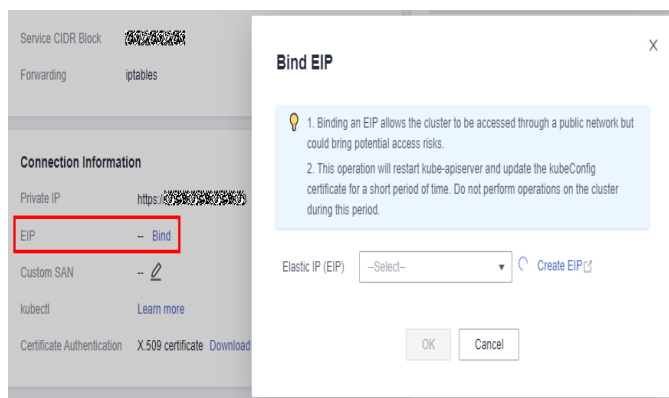 Service CIDR Block
Forwarding iptables
Connection Information
Private IP https:/
EIP -- Bind
Custom SAN --
kubectl Learn more
Certificate Authentication X.509 certificate Download
Bind EIP
X
1. Binding an EIP allows the cluster to be accessed through a public network but
could bring potential access risks.
2. This operation will restart kube-apiserver and update the kubeConfig
certificate for a short period of time. Do not perform operations on the cluster
during this period.
Elastic IP (EIP) --Select-- Create EIP
OK Cancel